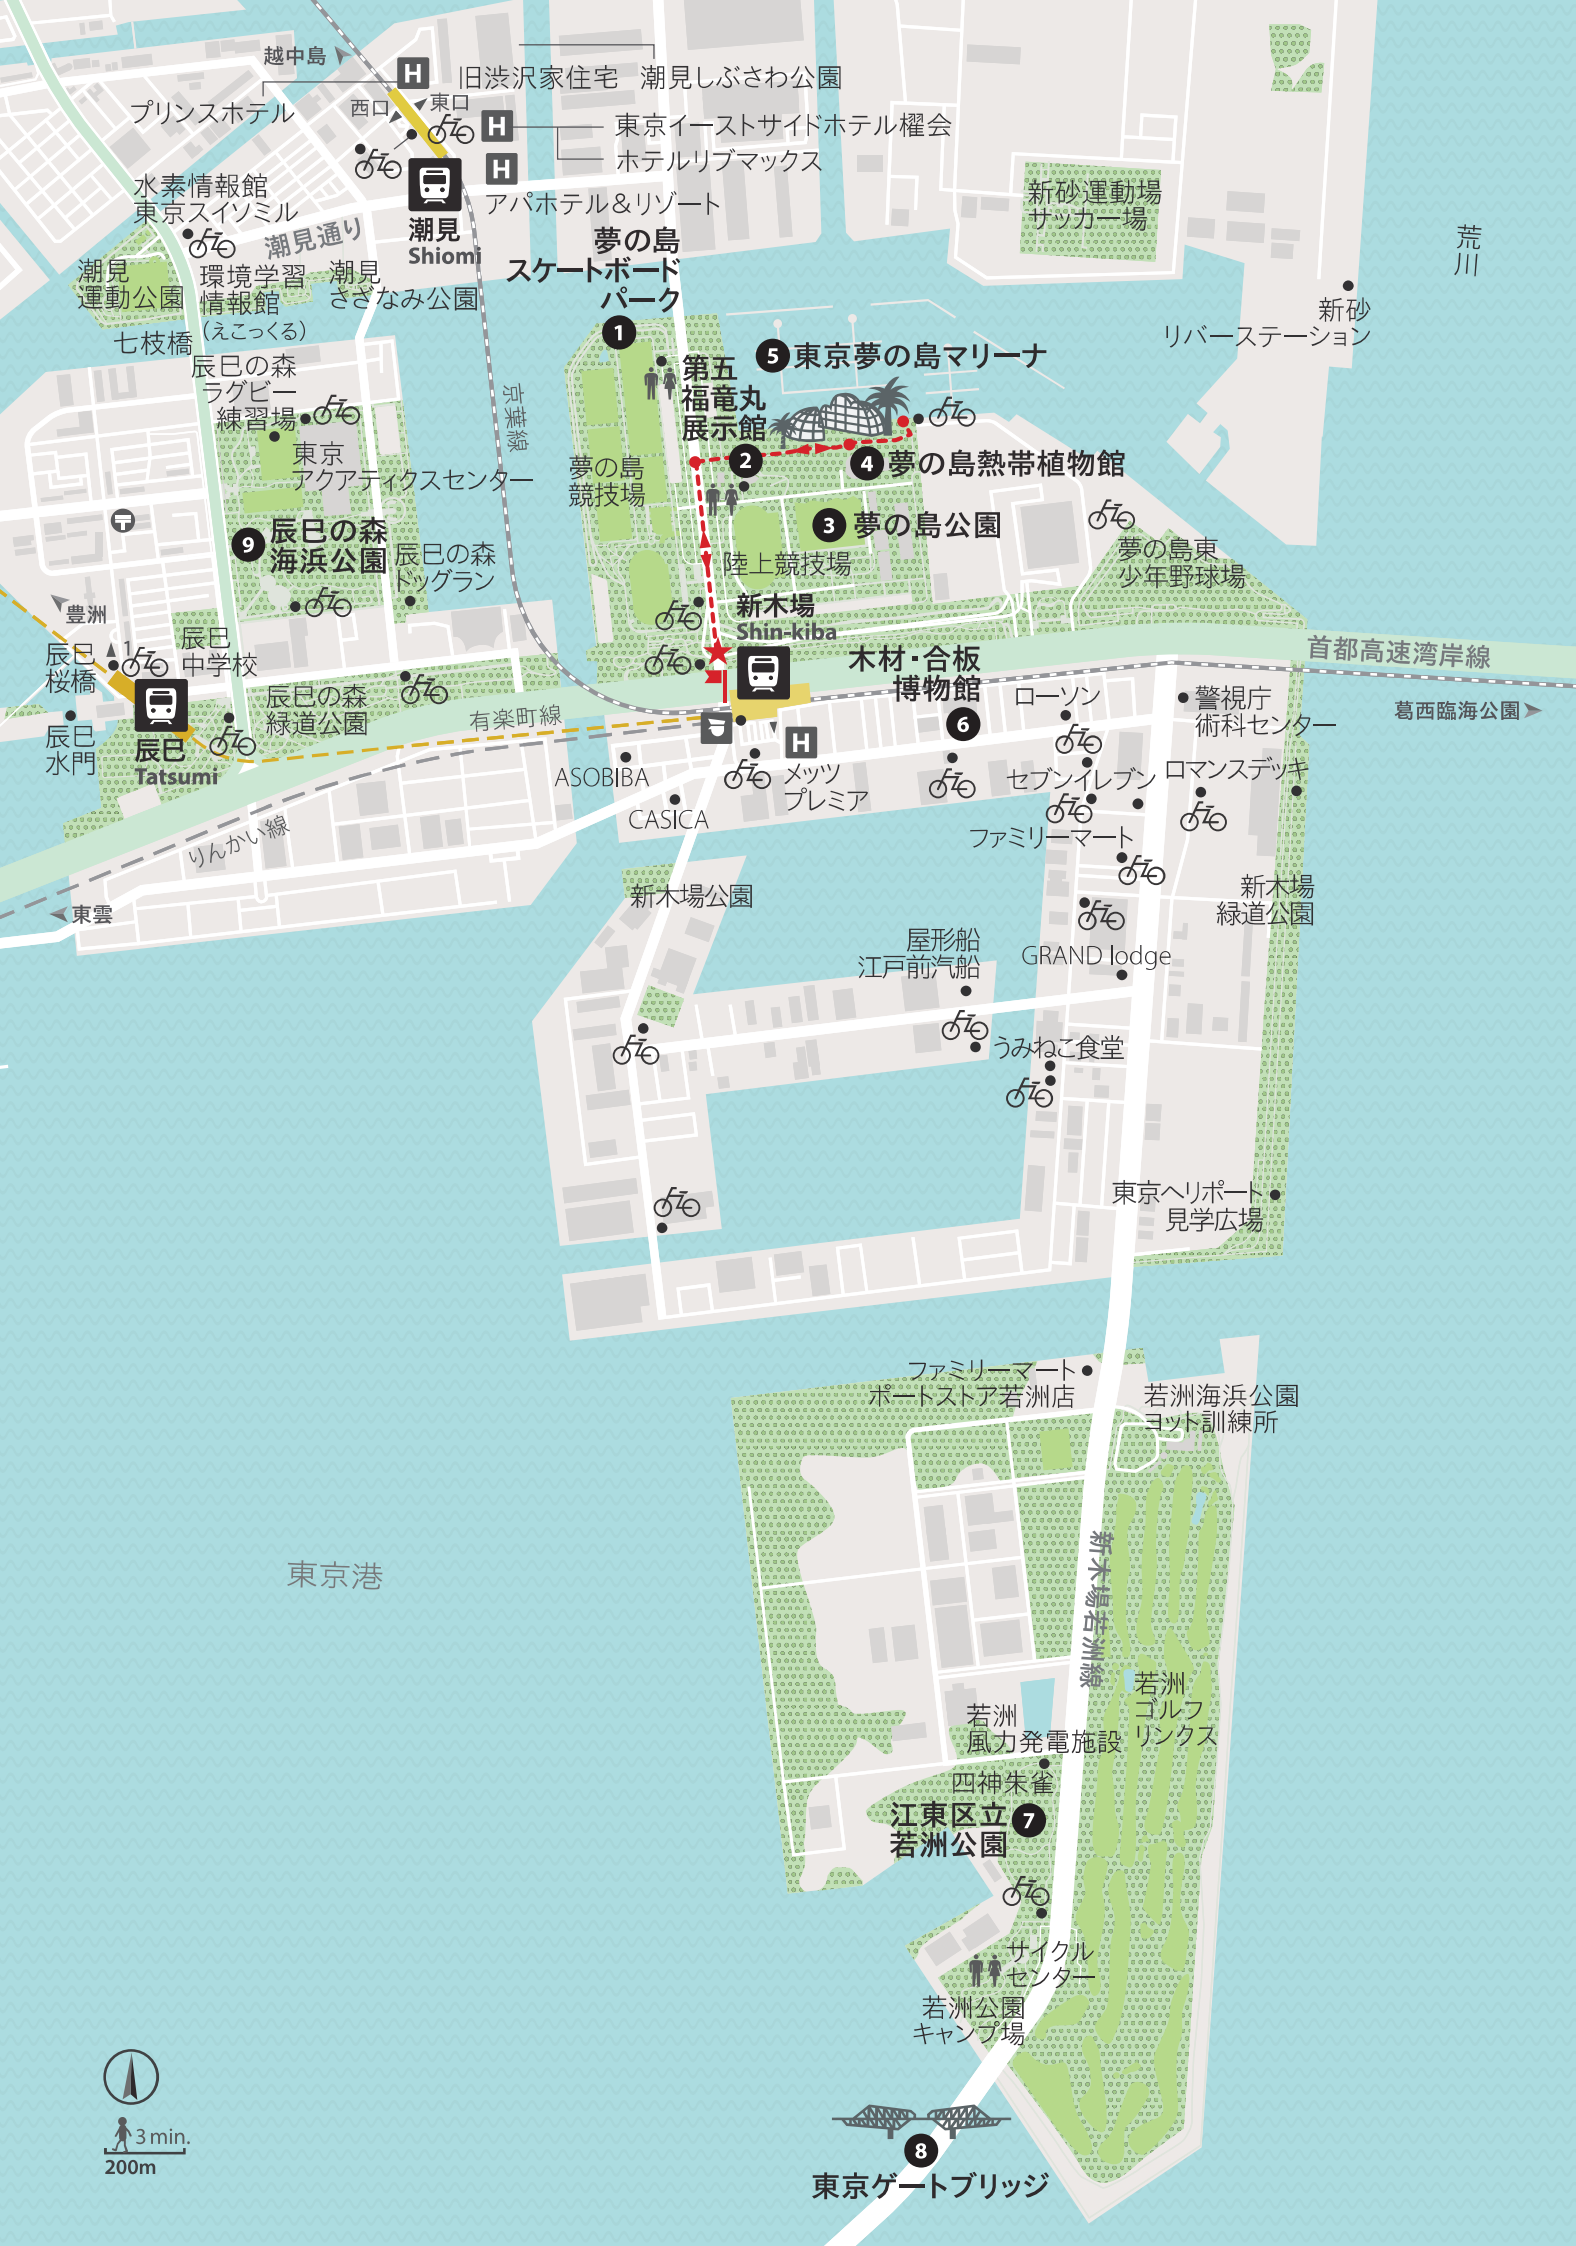 越中島
H
旧渋沢家住宅
潮見しぶさわ公園
プリンスホテル
西口
東口
H
東京イーストサイドホテル櫂会
ホテルリブマックス
H
アパホテル&リゾート
水素情報館
東京スイソミル
潮見通り
潮見
Shiomi
潮見
運動公園
環境学習
情報館
(えこっくる)
潮見
さざなみ公園
七枝橋
夢の島
スケートボード
パーク
1
新砂運動場
サッカー場
荒川
新砂
リバーステーション
辰巳の森
ラグビー
練習場
京葉線
第五
福竜丸
展示館
2
5
東京夢の島マリーナ
東京
アクアティクスセンター
夢の島
競技場
4
夢の島熱帯植物館
3
夢の島公園
9
辰巳の森
海浜公園
辰巳の森
ドッグラン
陸上競技場
夢の島東
少年野球場
豊洲
新木場
Shin-kiba
首都高速湾岸線
辰巳
桜橋
1
辰巳
中学校
木材・合板
博物館
6
ローソン
警視庁
術科センター
葛西臨海公園
辰巳の森
緑道公園
有楽町線
辰巳
水門
辰巳
Tatsumi
ASOBIBA
H
メッツ
プレミア
セブンイレブン
ロマンスデッキ
CASICA
りんかい線
ファミリーマート
東雲
新木場公園
新木場
緑道公園
屋形船
江戸前汽船
GRAND lodge
うみねこ食堂
東京ヘリポート
見学広場
ファミリーマート
ポートストア若洲店
若洲海浜公園
ヨット訓練所
東京港
新木場若洲線
若洲
ゴルフ
リンクス
若洲
風力発電施設
四神朱雀
江東区立
若洲公園
7
サイクル
センター
若洲公園
キャンプ場
3 min.
200m
8
東京ゲートブリッジ